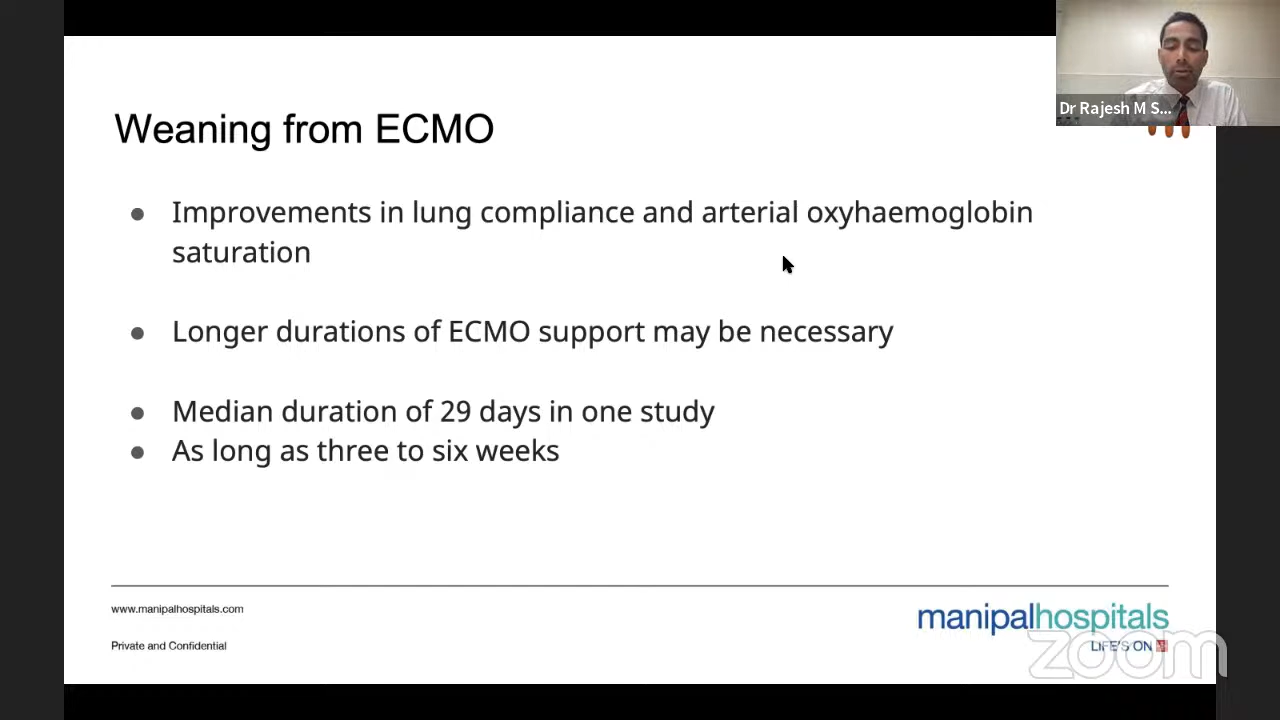 Dr Rajesh M S...
Weaning from ECMO
● Improvements in lung compliance and arterial oxyhaemoglobin
saturation
● Longer durations of ECMO support may be necessary
● Median duration of 29 days in one study
● As long as three to six weeks
www.manipalhospitals.com
manipalhospitals
Private and Confidential
LIFE'S ON
zoom